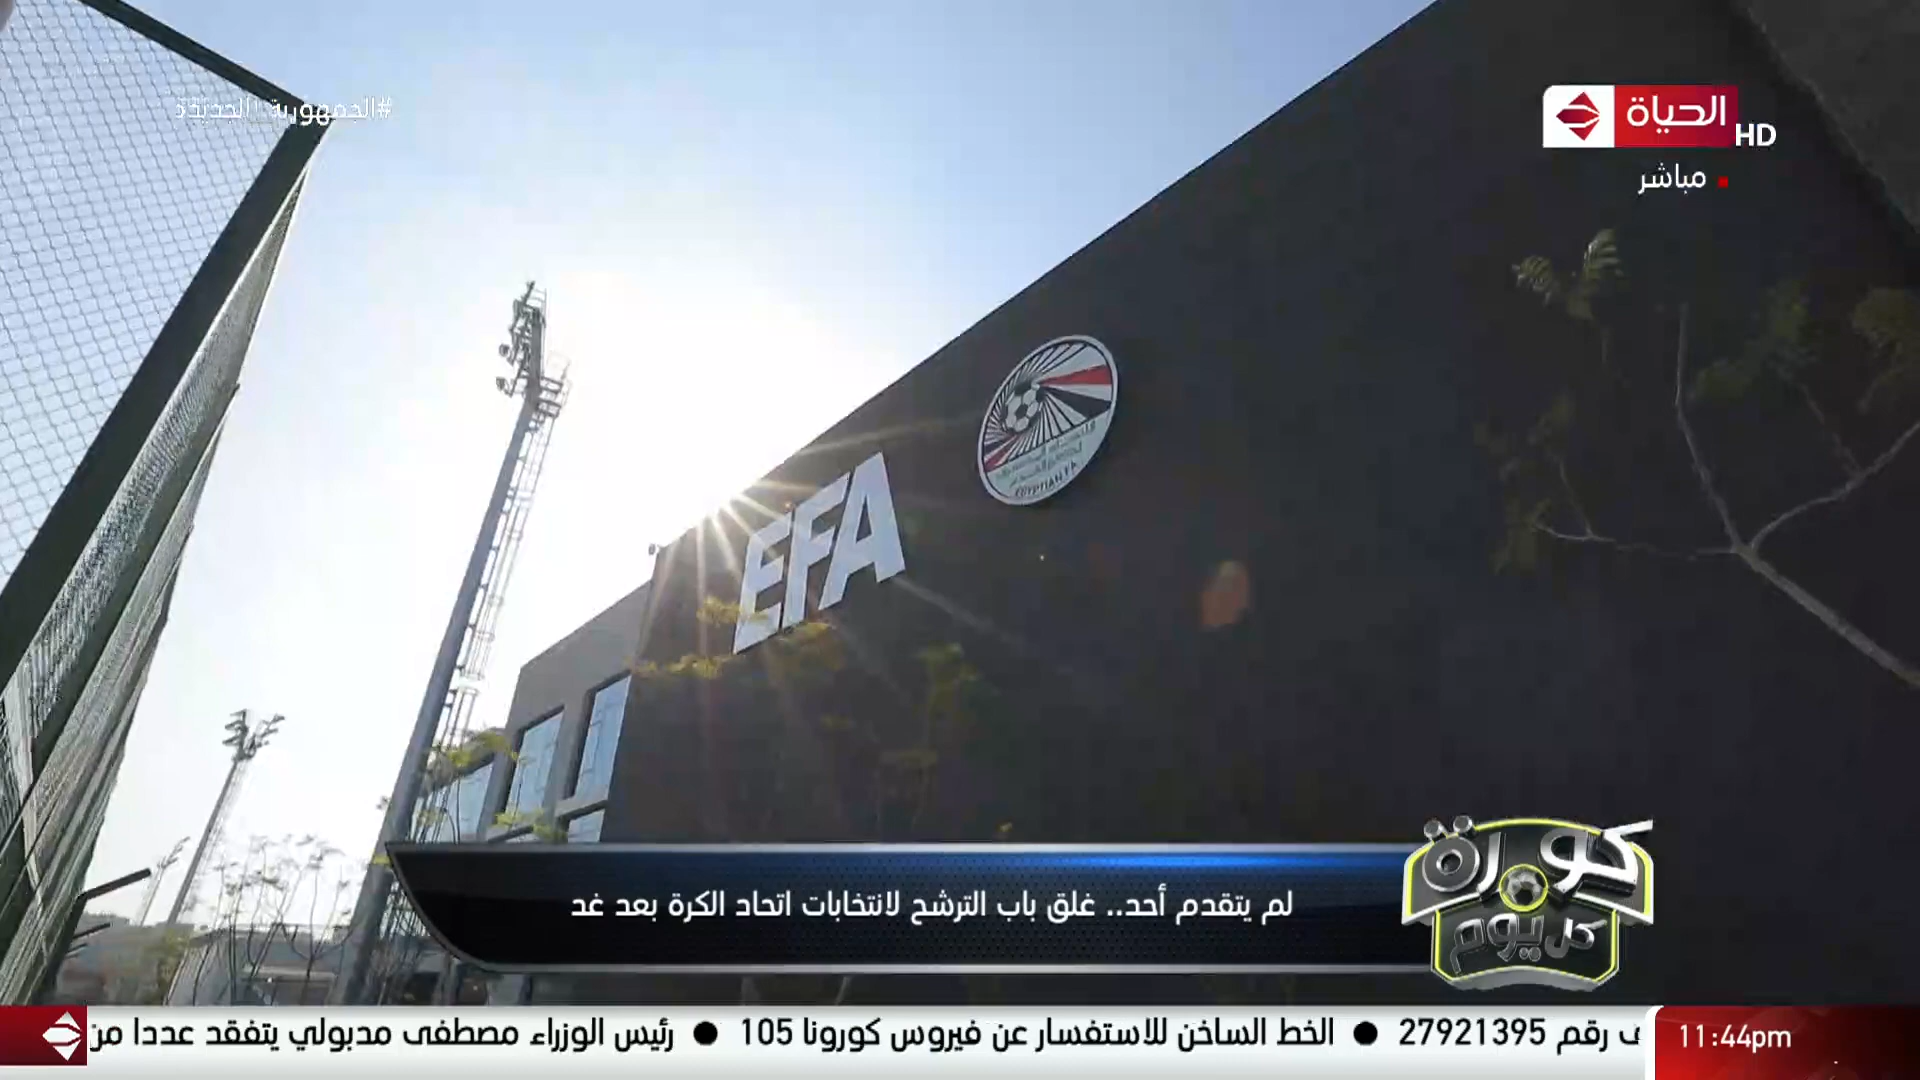 #الجمهورية_الجديدة
الحياة HD
مباشر
EFA
EGYPTIAN F.A
لم يتقدم أحد.. غلق باب الترشح لانتخابات اتحاد الكرة بعد غد
كورة
كل يوم
رقم 27921395 ● الخط الساخن للاستفسار عن فيروس كورونا 105 ● رئيس الوزراء مصطفى مدبولي يتفقد عددا من
11:44pm